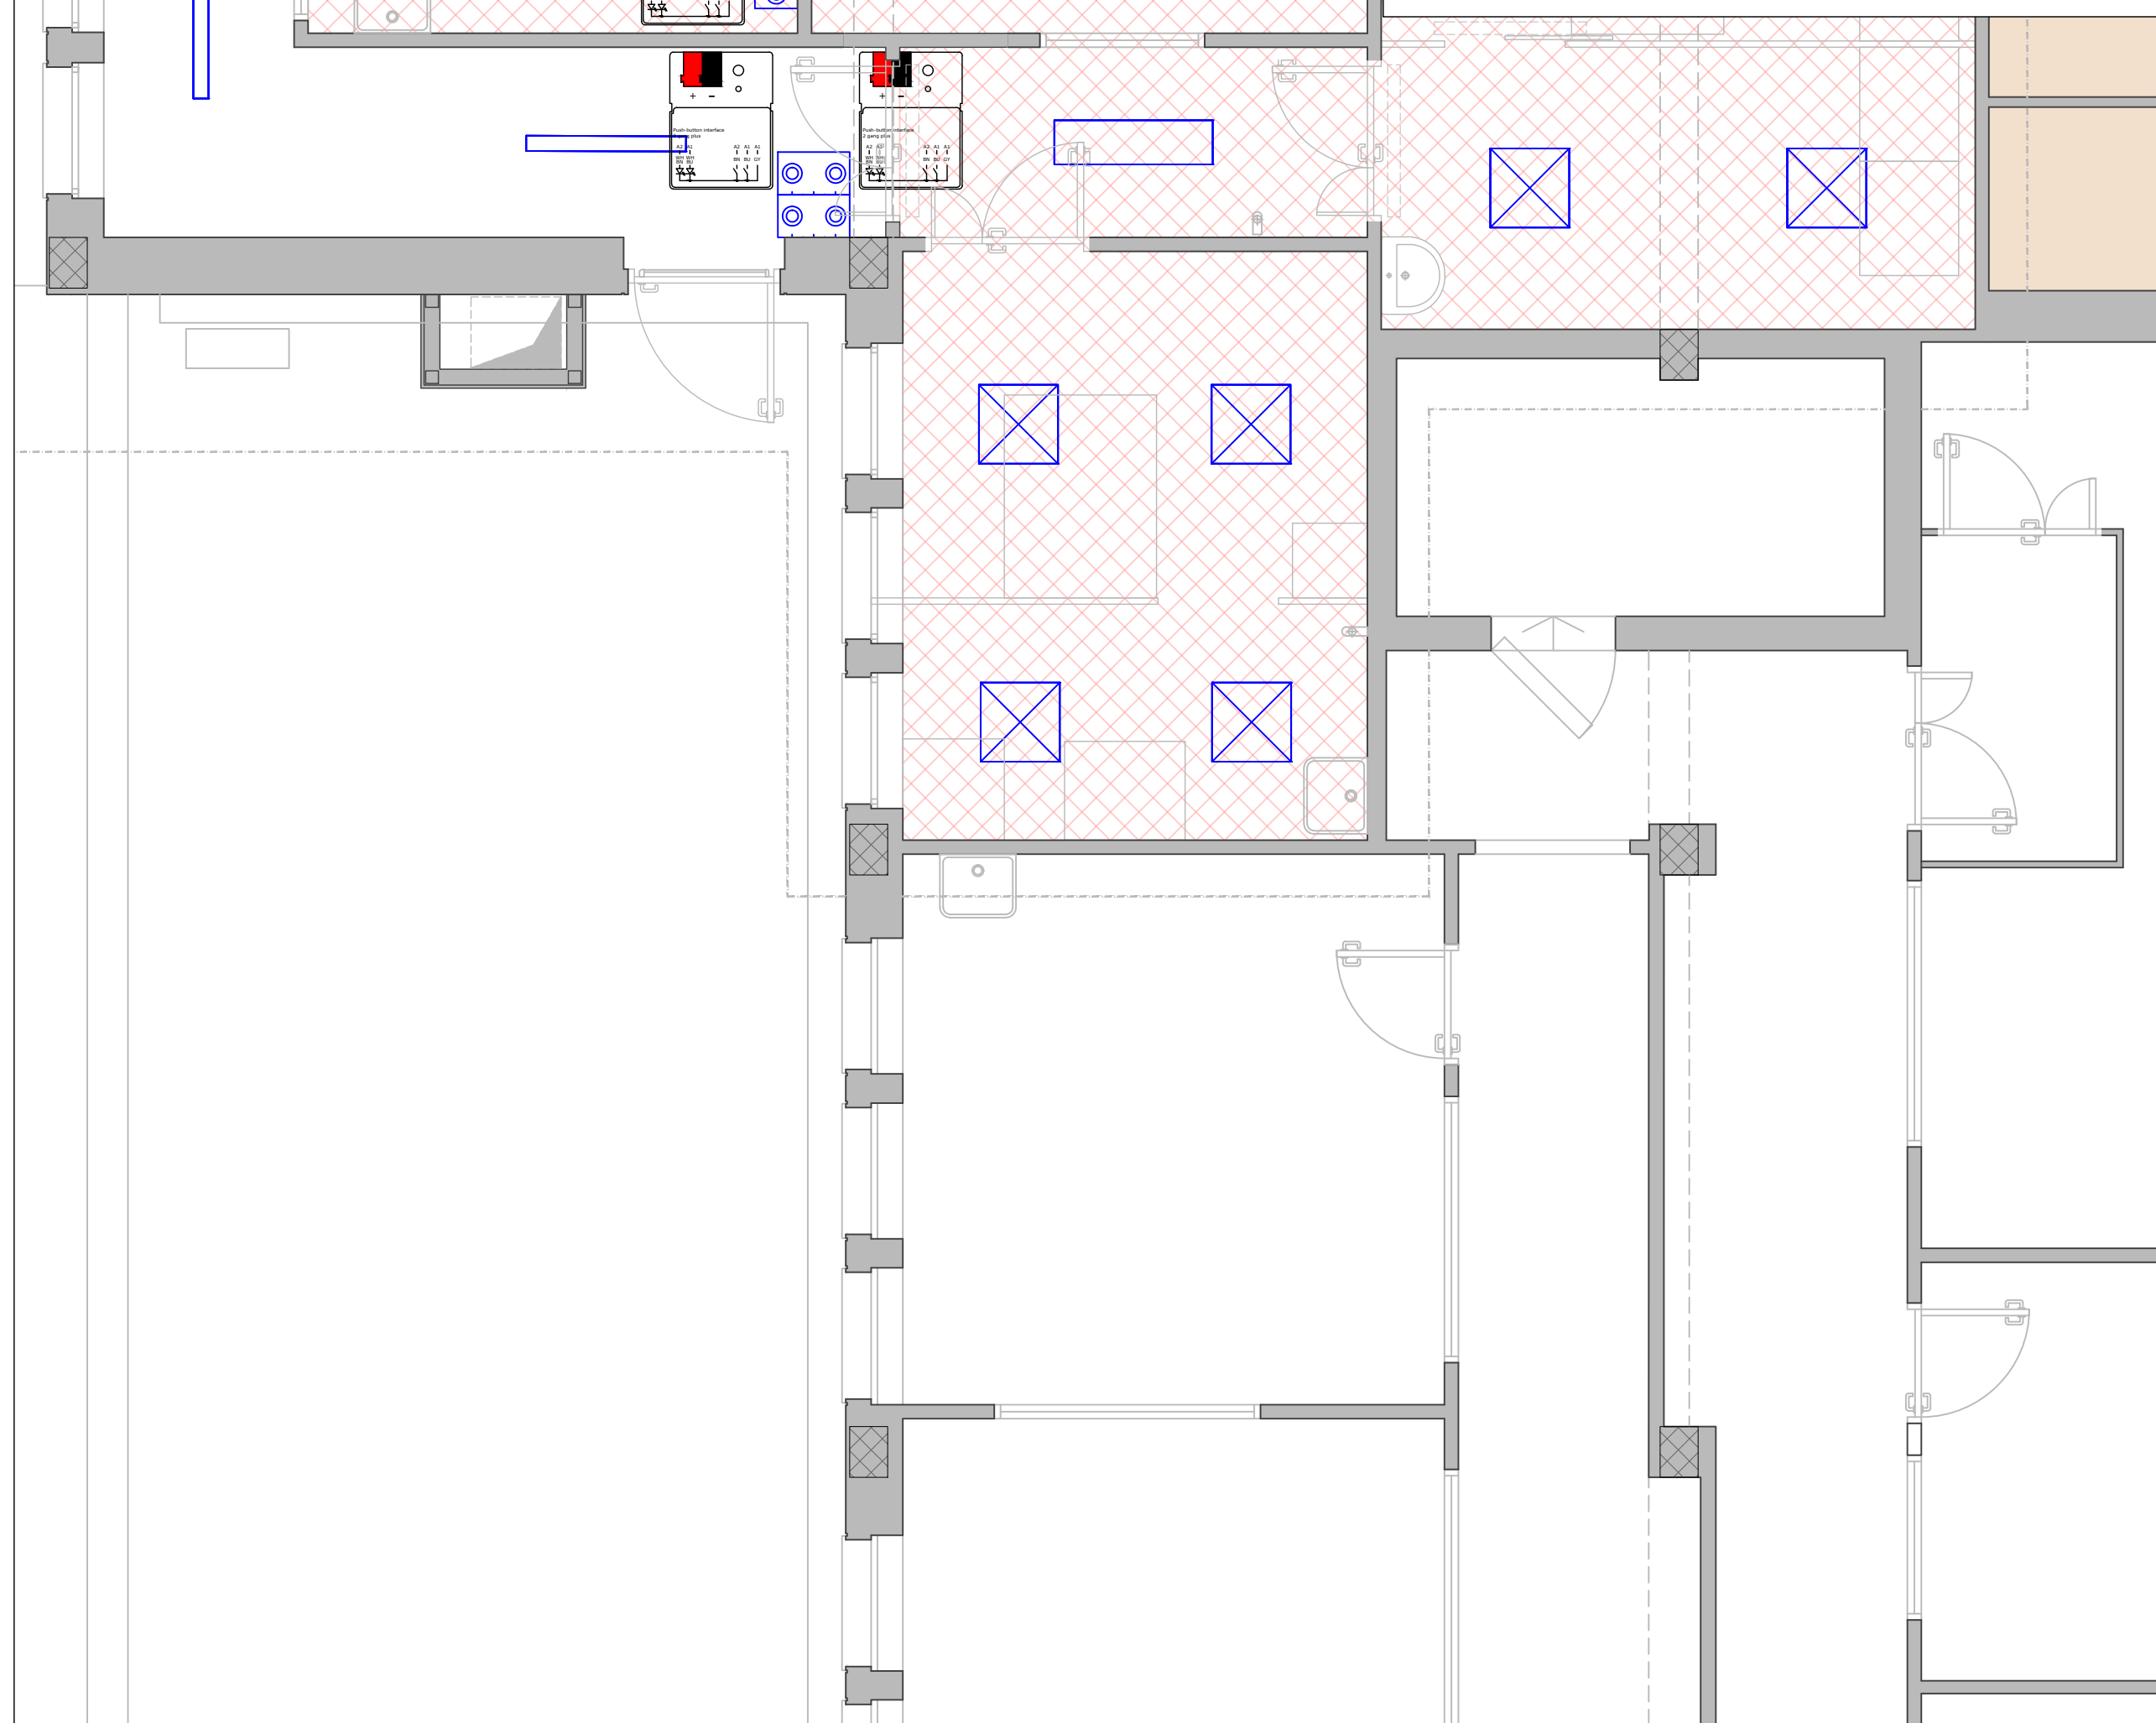 + −
Push-button interface
2 gang plus
A2 A1 A2 A1 A1
WH WH
BN BU BN BU GY
+ −
Push-button interface
2 gang plus
A2 A1 A2 A1 A1
WH WH
BN BU BN BU GY